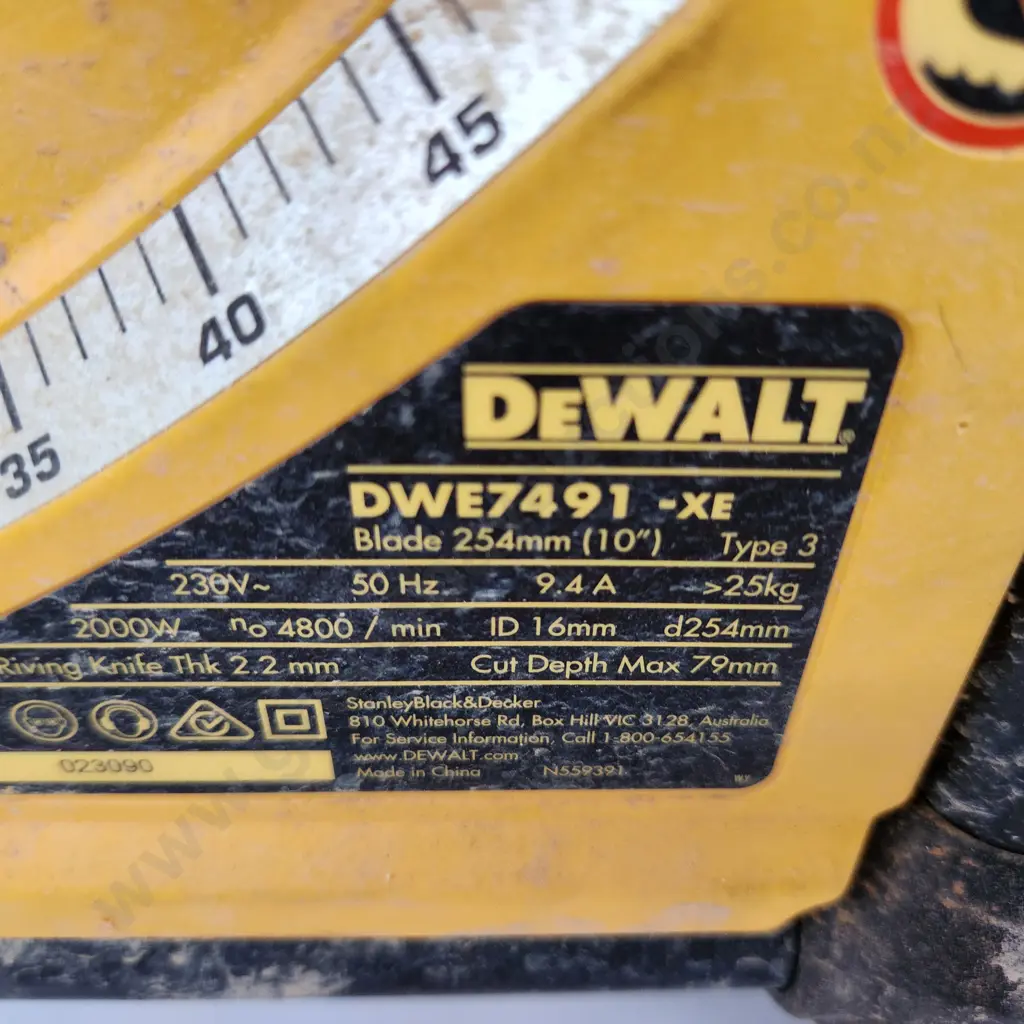 45
40
35
DEWALT®
DWE7491 -XE
Blade 254mm (10") Type 3
230V~ 50 Hz 9.4 A >25kg
2000W no 4800 / min ID 16mm d254mm
Riving Knife Thk 2.2 mm Cut Depth Max 79mm
StanleyBlack&Decker
810 Whitehorse Rd, Box Hill VIC 3128, Australia
For Service Information, Call 1-800-654155
www.DEWALT.com
023090
Made in China N559391
WY